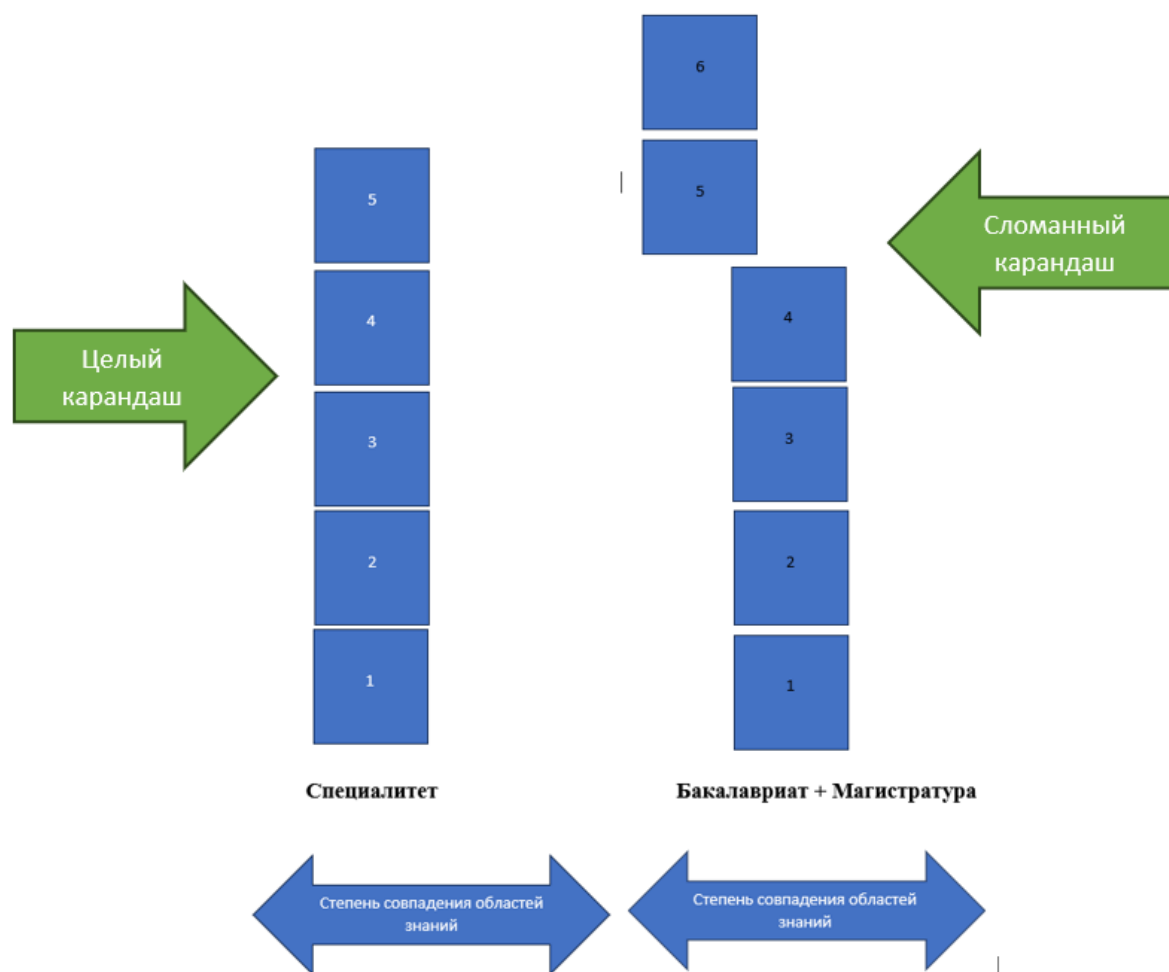 6
5
5
Сломанный
карандаш
4
4
Целый
карандаш
3
3
2
2
1
1
Специалитет
Бакалавриат + Магистратура
Степень совпадения областей
знаний
Степень совпадения областей
знаний